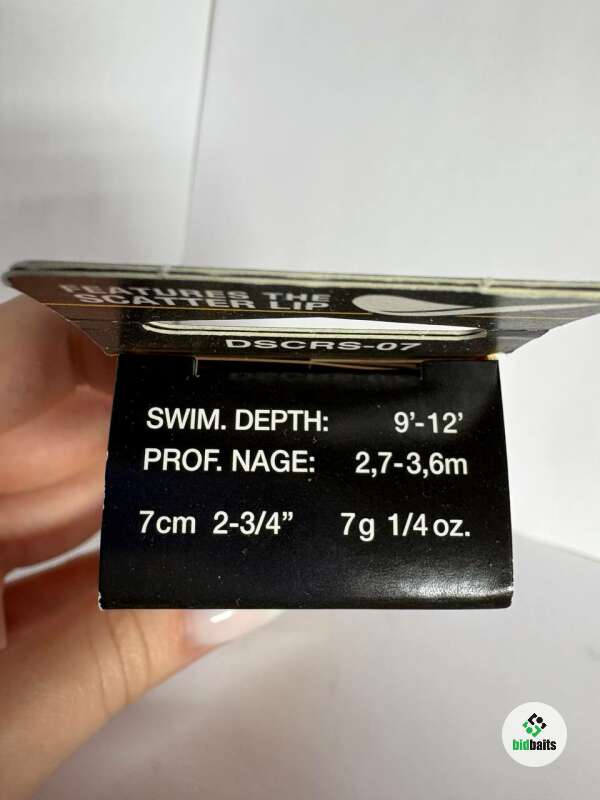 FEATURES THE
SCATTER LIP
DSCRS-07
SWIM. DEPTH: 9'-12'
PROF. NAGE: 2,7-3,6m
7cm 2-3/4" 7g 1/4 oz.
bidbaits